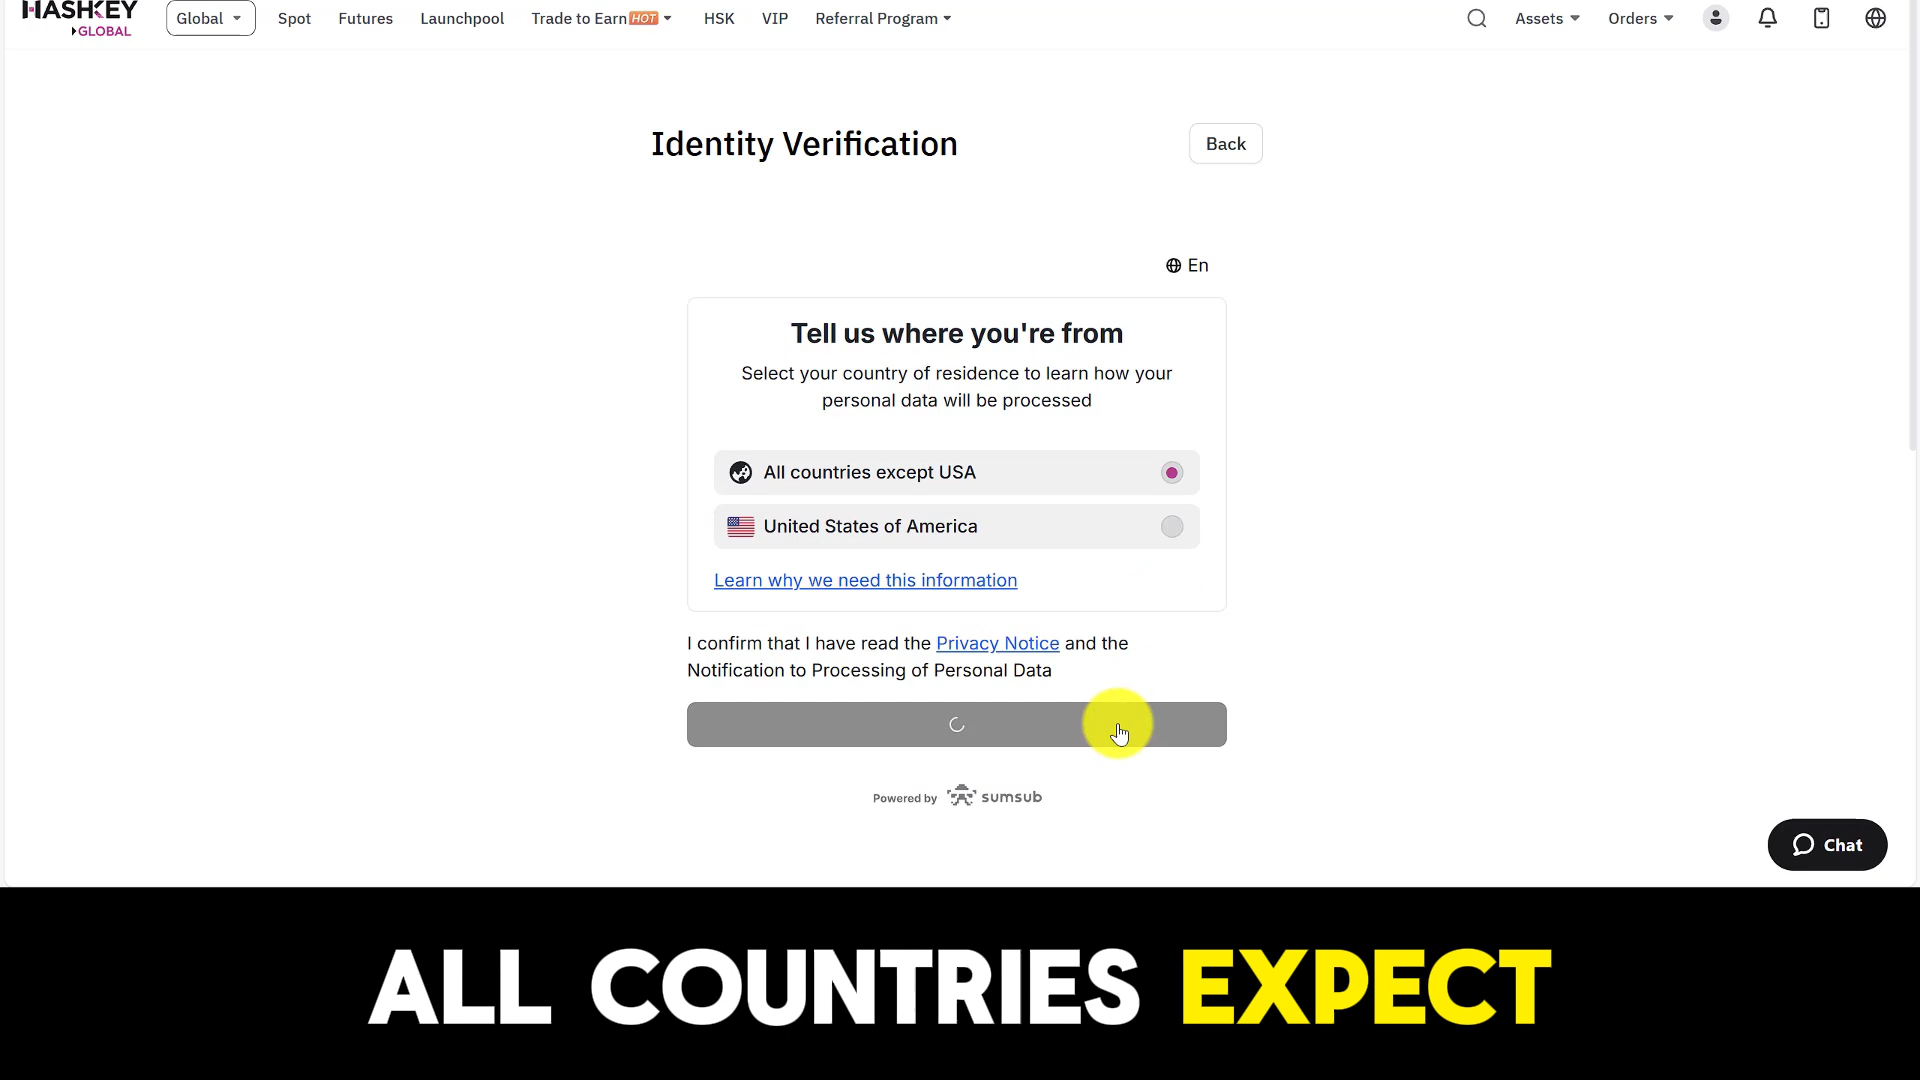 HASHKEY
GLOBAL
Global Spot Futures Launchpool Trade to Earn HOT HSK VIP Referral Program Assets Orders
Identity Verification
Back
En
Tell us where you're from
Select your country of residence to learn how your
personal data will be processed
All countries except USA
United States of America
Learn why we need this information
I confirm that I have read the Privacy Notice and the
Notification to Processing of Personal Data
Powered by sumsub
Chat
ALL COUNTRIES EXPECT